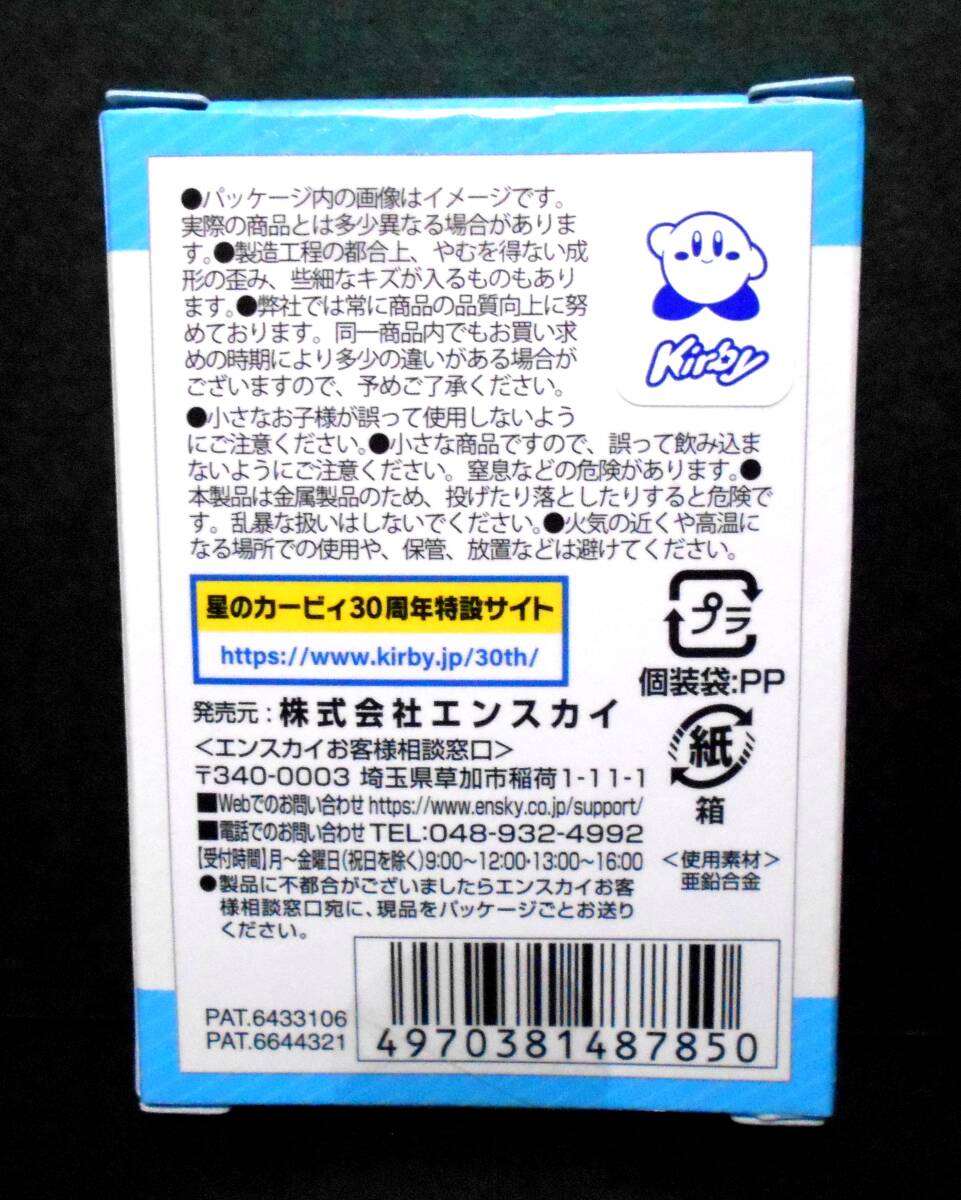 ●パッケージ内の画像はイメージです。
実際の商品とは多少異なる場合がありま
す。●製造工程の都合上、やむを得ない成
形の歪み、些細なキズが入るものもあり
ます。●弊社では常に商品の品質向上に努
めております。同一商品内でもお買い求
めの時期により多少の違いがある場合が
ございますので、予めご了承ください。
Kirby
●小さなお子様が誤って使用しないよう
にご注意ください。●小さな商品ですので、誤って飲み込ま
ないようにご注意ください。窒息などの危険があります。●
本製品は金属製品のため、投げたり落としたりすると危険で
す。乱暴な扱いはしないでください。●火気の近くや高温に
なる場所での使用や、保管、放置などは避けてください。
星のカービィ30周年特設サイト
https://www.kirby.jp/30th/
プラ
個装袋:PP
発売元:株式会社エンスカイ
<エンスカイお客様相談窓口>
〒340-0003 埼玉県草加市稲荷1-11-1
■Webでのお問い合わせ https://www.ensky.co.jp/support/
■電話でのお問い合わせ TEL:048-932-4992
【受付時間】月~金曜日(祝日を除く)9:00~12:00・13:00~16:00
●製品に不都合がございましたらエンスカイお客
様相談窓口宛に、現品をパッケージごとお送り
ください。
紙
箱
<使用素材>
亜鉛合金
PAT.6433106
PAT.6644321
4970381487850